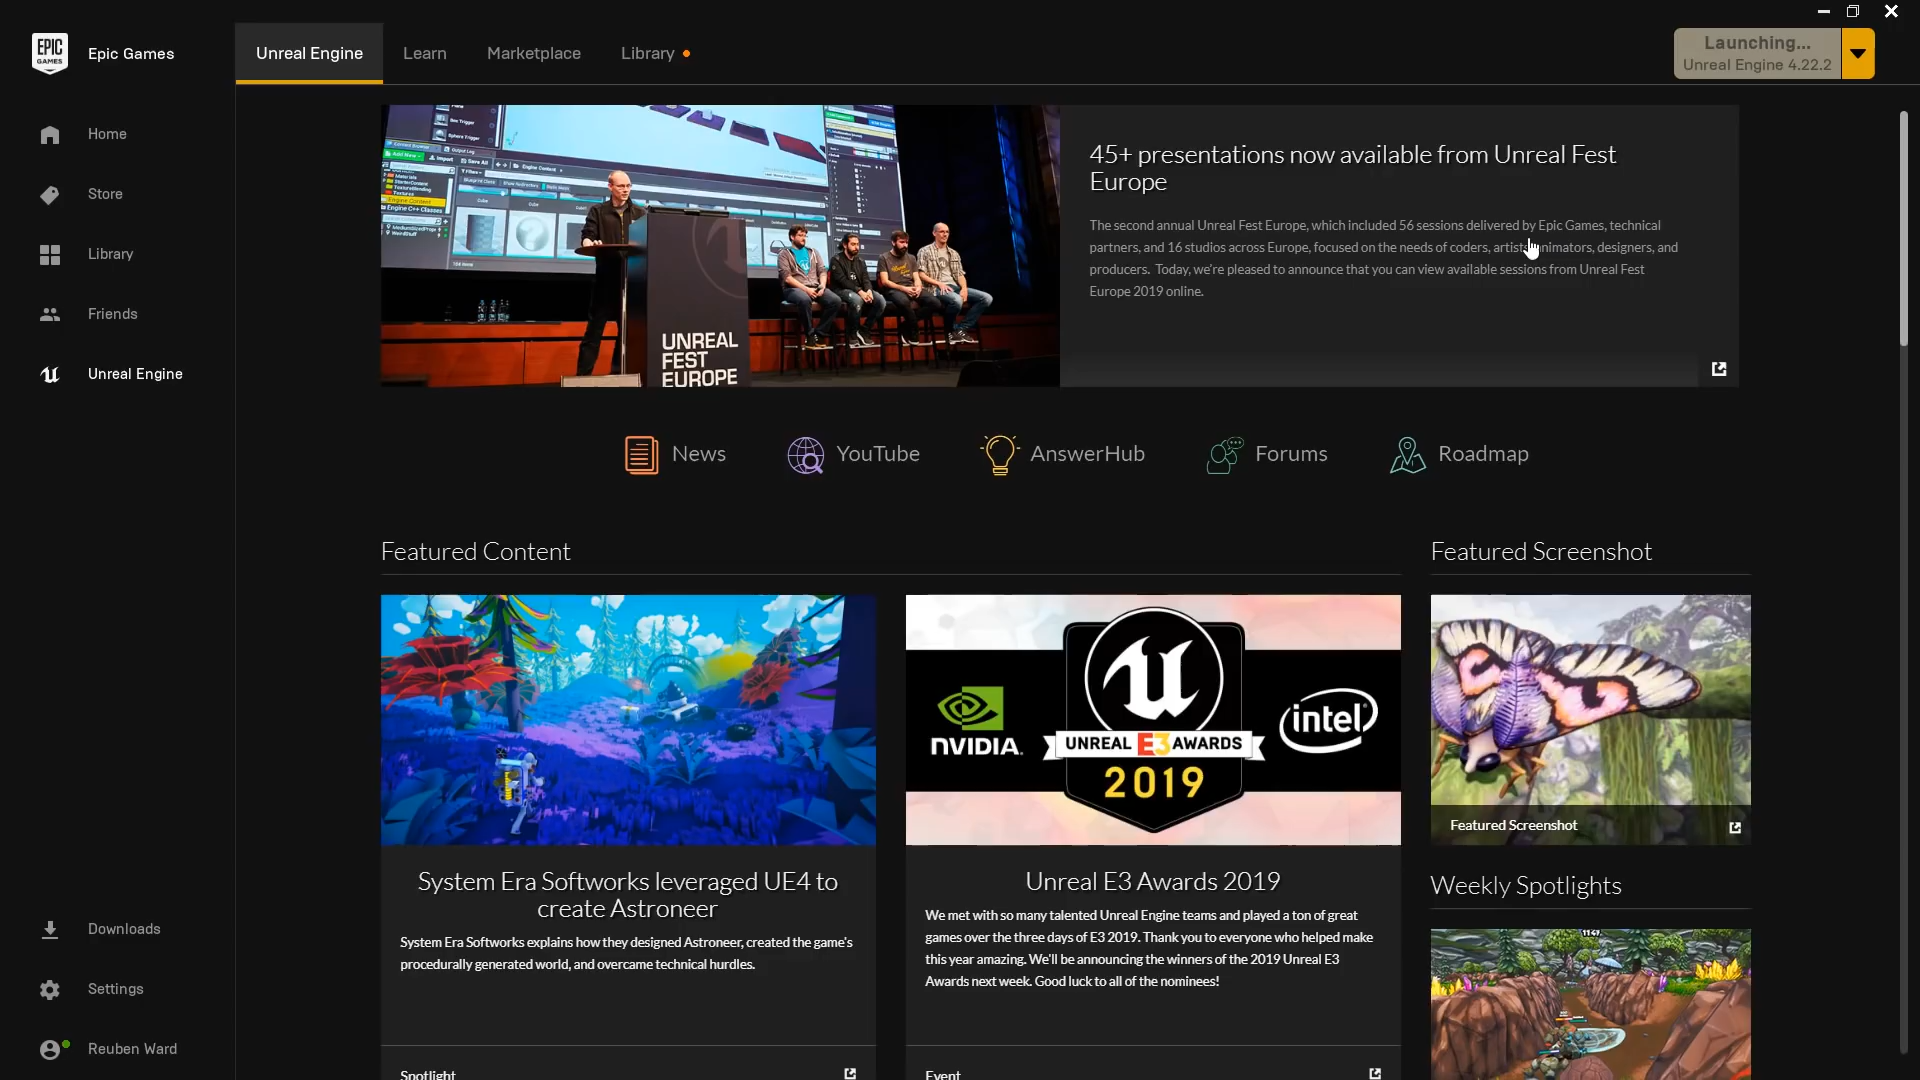 EPIC
GAMES
Epic Games
Unreal Engine
Learn
Marketplace
Library
Launching...
Unreal Engine 4.22.2
Home
Store
Library
Friends
Unreal Engine
Downloads
Settings
Reuben Ward
UNREAL
FEST
EUROPE
45+ presentations now available from Unreal Fest
Europe
The second annual Unreal Fest Europe, which included 56 sessions delivered by Epic Games, technical
partners, and 16 studios across Europe, focused on the needs of coders, artists, animators, designers, and
producers. Today, we're pleased to announce that you can view available sessions from Unreal Fest
Europe 2019 online.
News
YouTube
AnswerHub
Forums
Roadmap
Featured Content
NVIDIA.
UNREAL E3 AWARDS
2019
intel
System Era Softworks leveraged UE4 to
create Astroneer
System Era Softworks explains how they designed Astroneer, created the game's
procedurally generated world, and overcame technical hurdles.
Spotlight
Unreal E3 Awards 2019
We met with so many talented Unreal Engine teams and played a ton of great
games over the three days of E3 2019. Thank you to everyone who helped make
this year amazing. We'll be announcing the winners of the 2019 Unreal E3
Awards next week. Good luck to all of the nominees!
Event
Featured Screenshot
Featured Screenshot
Weekly Spotlights